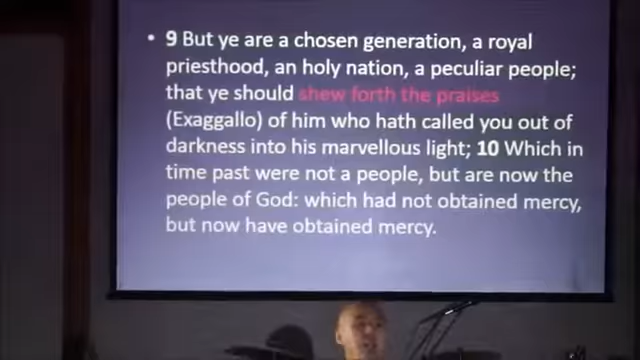 • 9 But ye are a chosen generation, a royal
priesthood, an holy nation, a peculiar people;
that ye should shew forth the praises
(Exaggallo) of him who hath called you out of
darkness into his marvellous light; 10 Which in
time past were not a people, but are now the
people of God: which had not obtained mercy,
but now have obtained mercy.